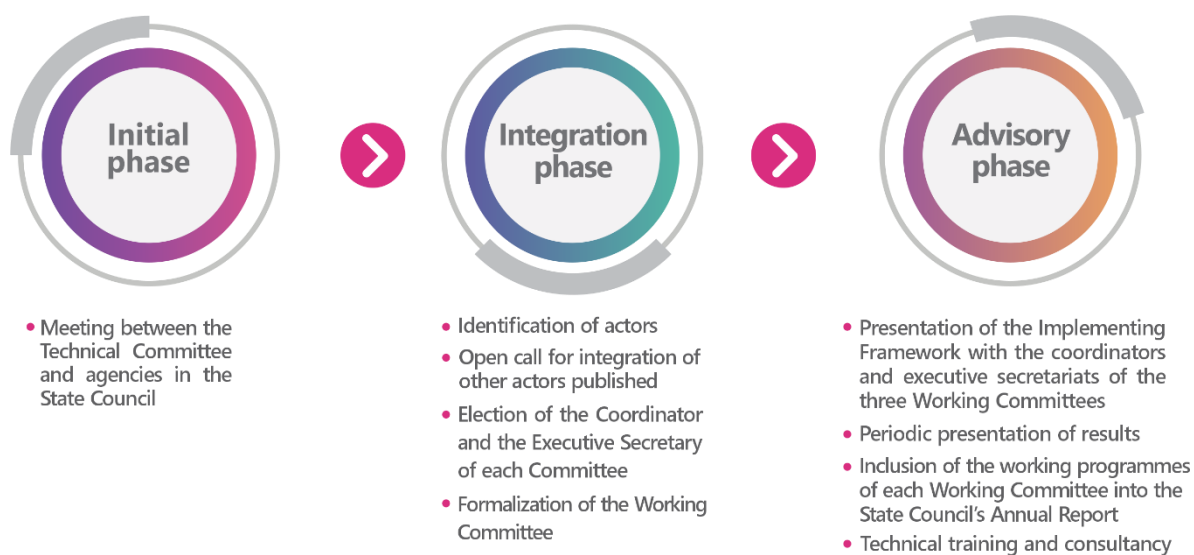 Initial
phase
Integration
phase
Advisory
phase
• Meeting between the
Technical Committee
and agencies in the
State Council
• Identification of actors
• Open call for integration of
other actors published
• Election of the Coordinator
and the Executive Secretary
of each Committee
• Formalization of the Working
Committee
• Presentation of the Implementing
Framework with the coordinators
and executive secretariats of the
three Working Committees
• Periodic presentation of results
• Inclusion of the working programmes
of each Working Committee into the
State Council's Annual Report
• Technical training and consultancy